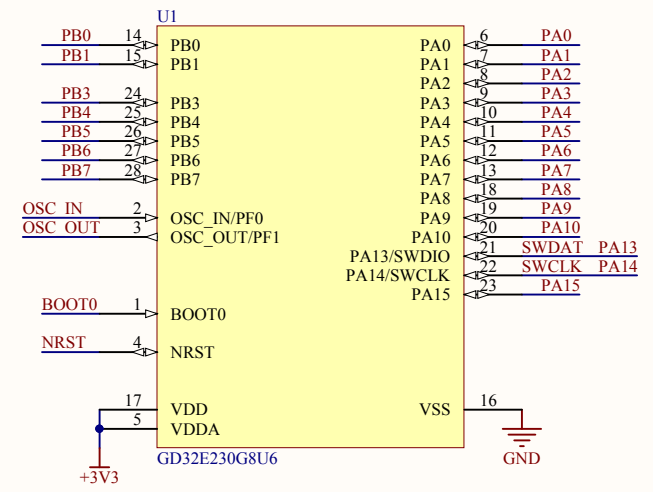 U1
PB0 14 PB0 PA0 6 PA0
PB1 15 PB1 PA1 7 PA1
PA2 8 PA2
PB3 24 PB3 PA3 9 PA3
PB4 25 PB4 PA4 10 PA4
PB5 26 PB5 PA5 11 PA5
PB6 27 PB6 PA6 12 PA6
PB7 28 PB7 PA7 13 PA7
PA8 18 PA8
OSC_IN 2 OSC_IN/PF0 PA9 19 PA9
OSC_OUT 3 OSC_OUT/PF1 PA10 20 PA10
PA13/SWDIO 21 SWDAT PA13
PA14/SWCLK 22 SWCLK PA14
PA15 23 PA15
BOOT0 1 BOOT0
NRST 4 NRST
17 VDD VSS 16
5 VDDA
GD32E230G8U6 GND
+3V3